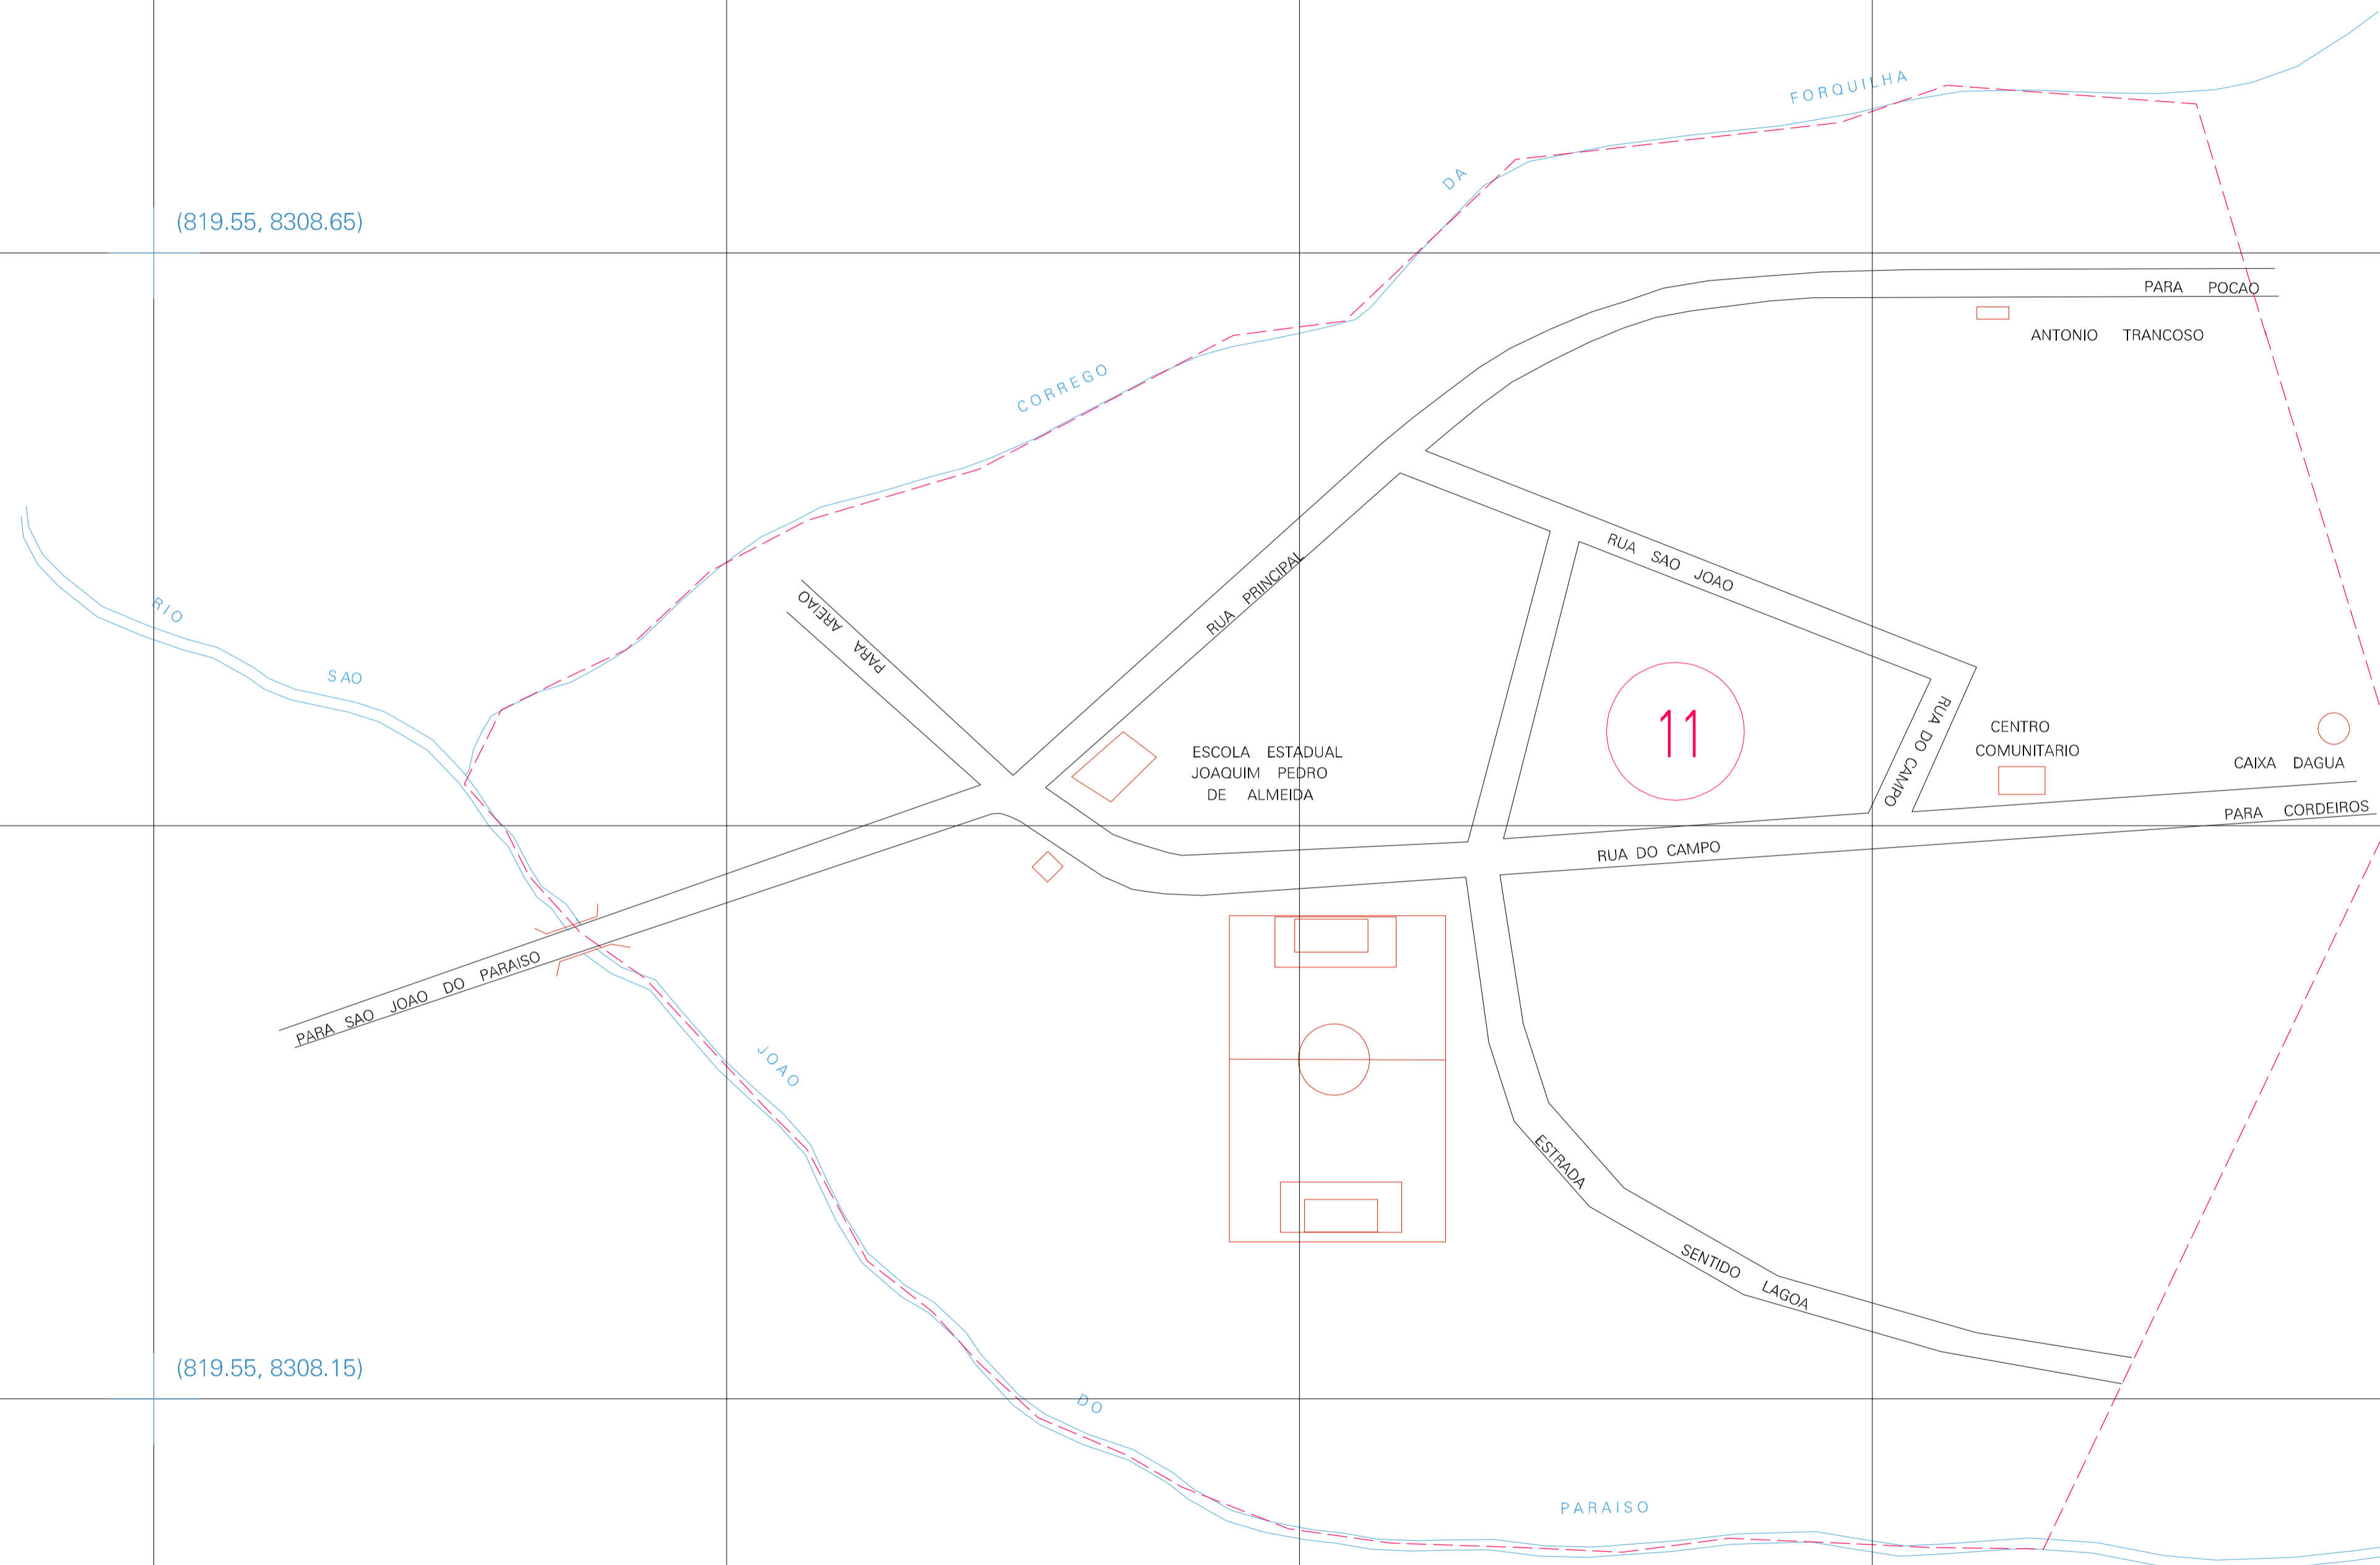 FORQUILHA
DA
(819.55, 8308.65)
PARA POCAO
ANTONIO TRANCOSO
CORREGO
RUA PRINCIPAL
RUA SAO JOAO
PARA AREIAO
RIO
SAO
11
RUA DO CAMPO
CENTRO
COMUNITARIO
ESCOLA ESTADUAL
JOAQUIM PEDRO
DE ALMEIDA
CAIXA DAGUA
PARA CORDEIROS
RUA DO CAMPO
PARA SAO JOAO DO PARAISO
JOAO
ESTRADA
SENTIDO LAGOA
(819.55, 8308.15)
DO
PARAISO